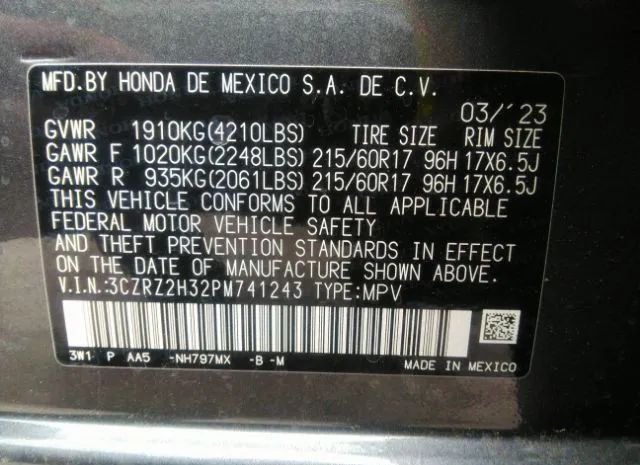 MFD.BY HONDA DE MEXICO S.A. DE C.V.
03/'23
GVWR 1910KG(4210LBS) TIRE SIZE RIM SIZE
GAWR F 1020KG(2248LBS) 215/60R17 96H 17X6.5J
GAWR R 935KG(2061LBS) 215/60R17 96H 17X6.5J
THIS VEHICLE CONFORMS TO ALL APPLICABLE
FEDERAL MOTOR VEHICLE SAFETY
AND THEFT PREVENTION STANDARDS IN EFFECT
ON THE DATE OF MANUFACTURE SHOWN ABOVE.
V.I.N.:3CZRZ2H32PM741243 TYPE:MPV
3W1 P AA5 -NH797MX -B -M
MADE IN MEXICO